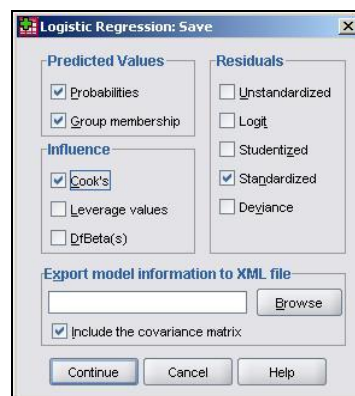 Logistic Regression: Save
Predicted Values
Probabilities
Group membership
Influence
Cook's
Leverage values
DfBeta(s)
Residuals
Unstandardized
Logit
Studentized
Standardized
Deviance
Export model information to XML file
Browse
Include the covariance matrix
Continue
Cancel
Help